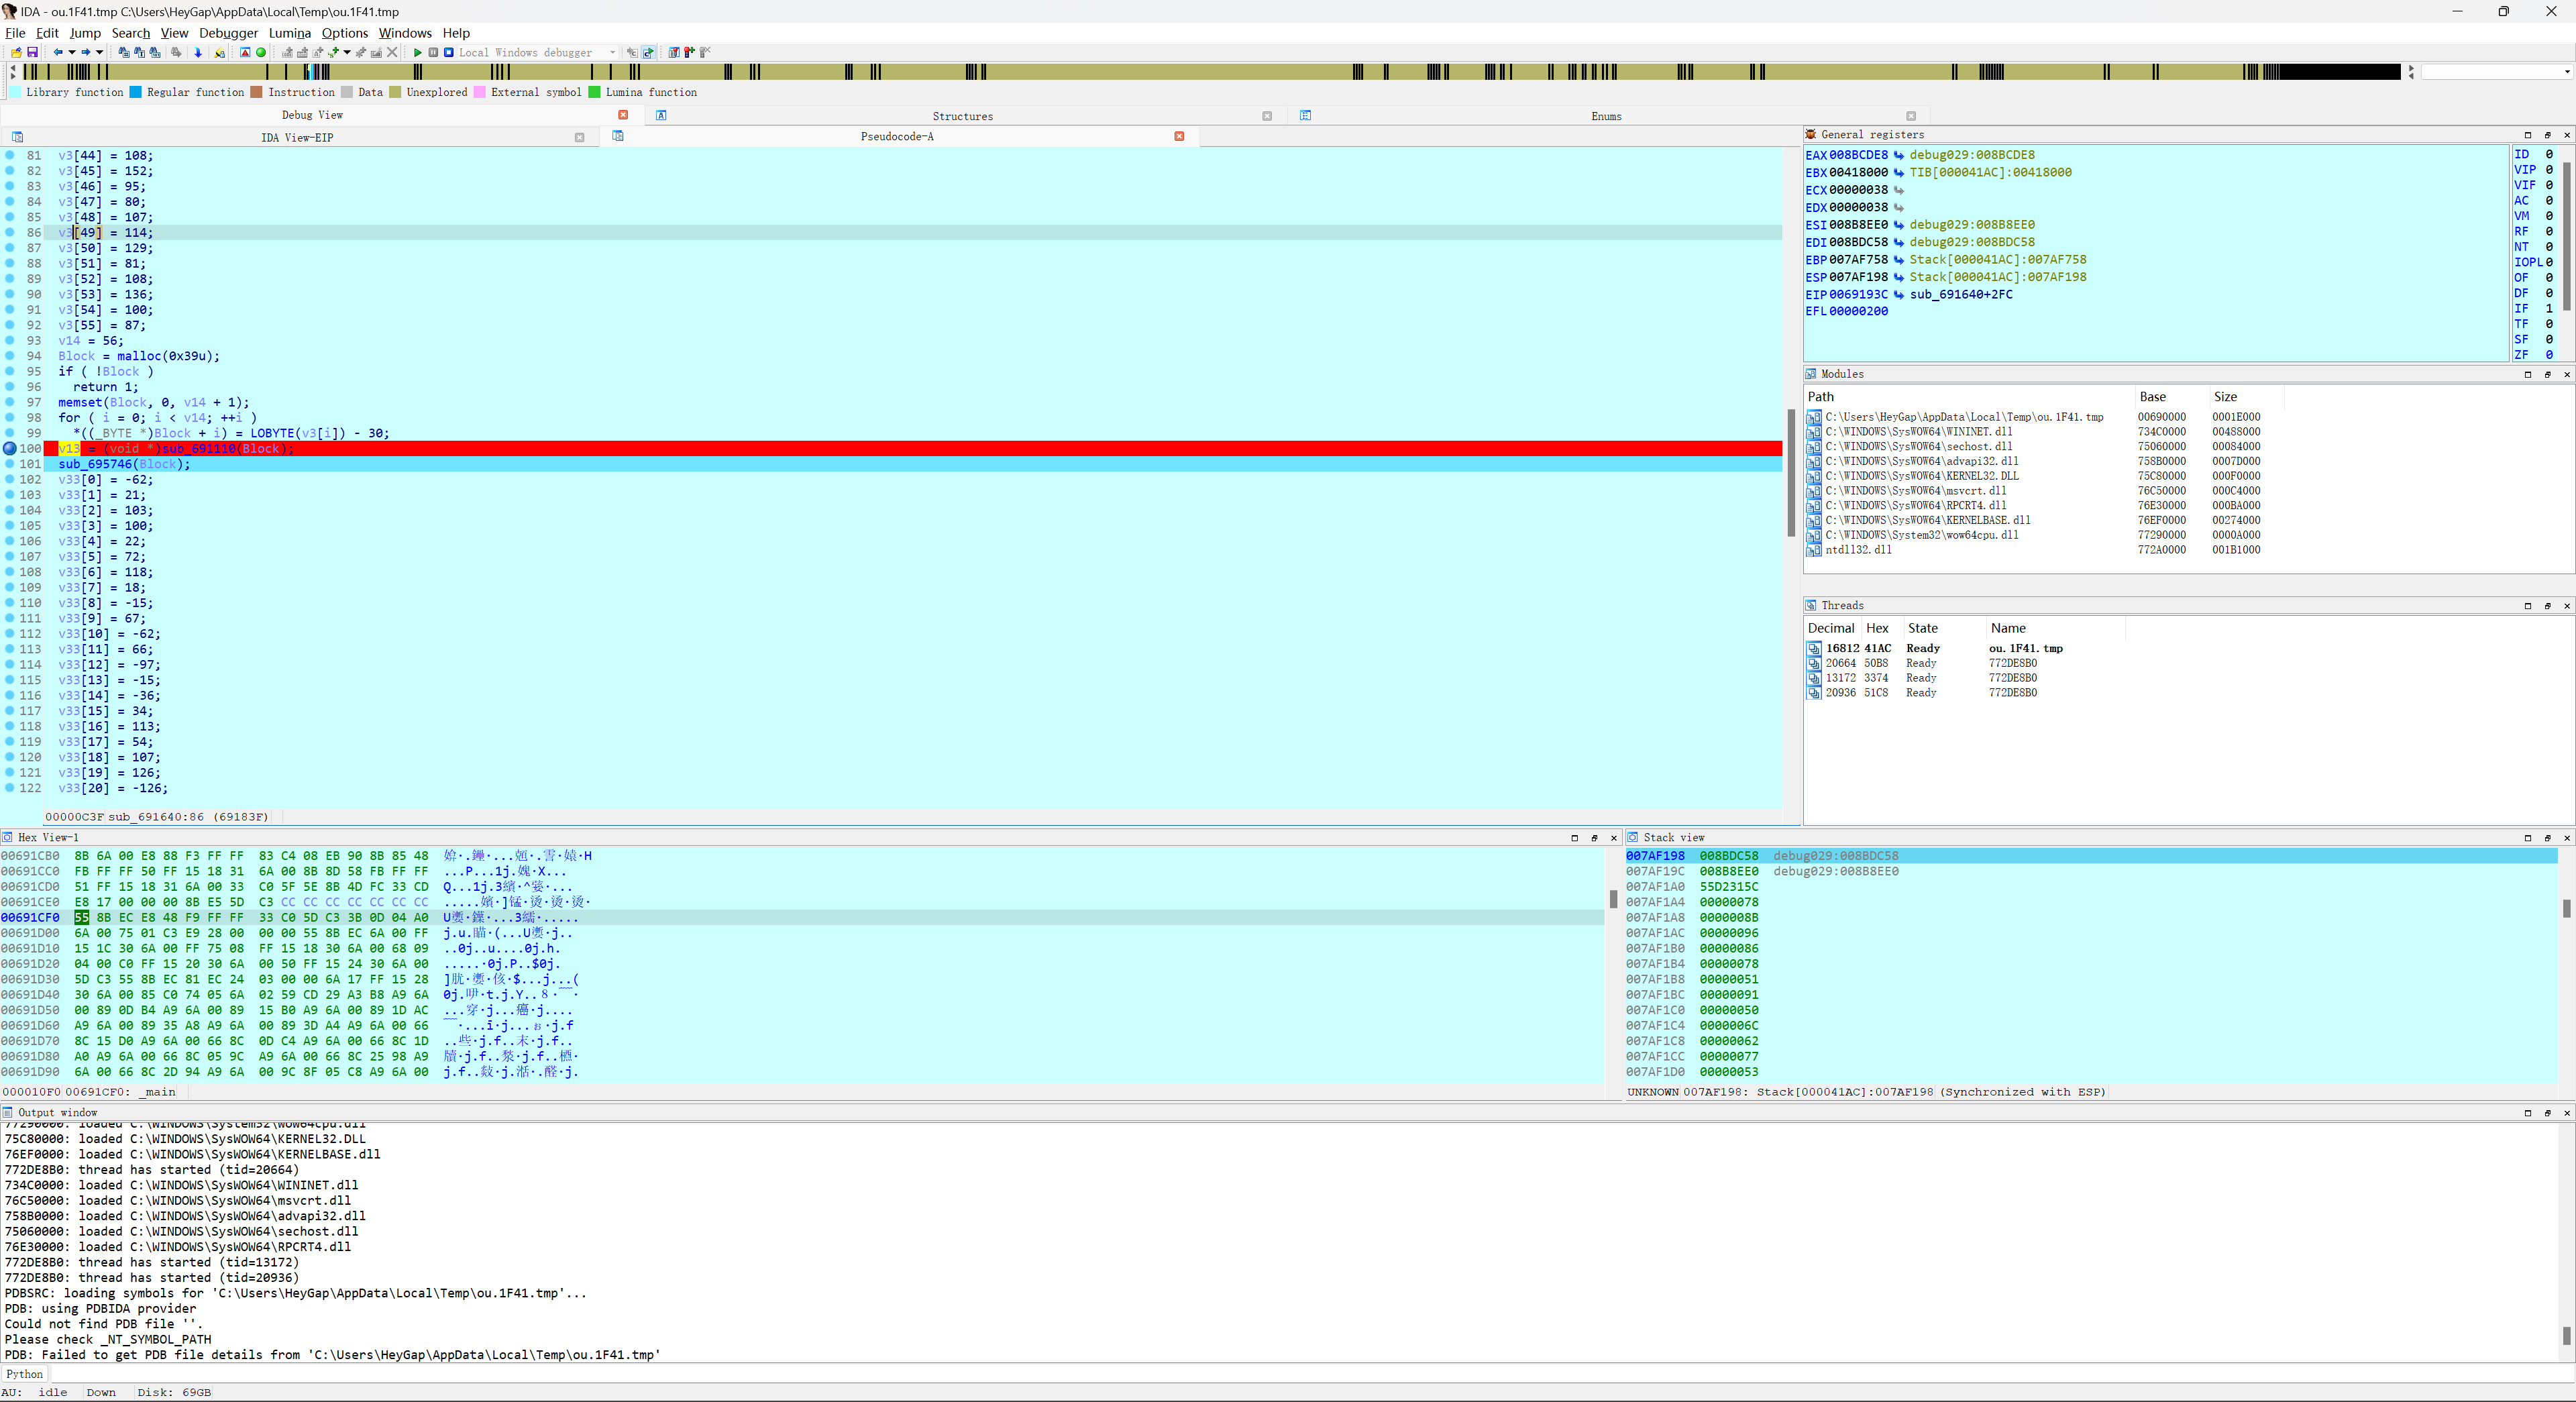 IDA - ou.1F41.tmp C:\Users\HeyGap\AppData\Local\Temp\ou.1F41.tmp
File Edit Jump Search View Debugger Lumina Options Windows Help
Local Windows debugger
Library function Regular function Instruction Data Unexplored External symbol Lumina function
Debug View Structures Enums
IDA View-EIP Pseudocode-A
81 v3[44] = 108;
82 v3[45] = 152;
83 v3[46] = 95;
84 v3[47] = 80;
85 v3[48] = 107;
86 v3[49] = 114;
87 v3[50] = 129;
88 v3[51] = 81;
89 v3[52] = 108;
90 v3[53] = 136;
91 v3[54] = 100;
92 v3[55] = 87;
93 v14 = 56;
94 Block = malloc(0x39u);
95 if ( !Block )
96 return 1;
97 memset(Block, 0, v14 + 1);
98 for ( i = 0; i < v14; ++i )
99 *((_BYTE *)Block + i) = LOBYTE(v3[i]) - 30;
100 v13 = (void *)sub_691110(Block);
101 sub_695746(Block);
102 v33[0] = -62;
103 v33[1] = 21;
104 v33[2] = 103;
105 v33[3] = 100;
106 v33[4] = 22;
107 v33[5] = 72;
108 v33[6] = 118;
109 v33[7] = 18;
110 v33[8] = -15;
111 v33[9] = 67;
112 v33[10] = -62;
113 v33[11] = 66;
114 v33[12] = -97;
115 v33[13] = -15;
116 v33[14] = -36;
117 v33[15] = 34;
118 v33[16] = 113;
119 v33[17] = 54;
120 v33[18] = 107;
121 v33[19] = 126;
122 v33[20] = -126;
00000C3F sub_691640:86 (69183F)
General registers
EAX 008BCDE8 debug029:008BCDE8
EBX 00418000 TIB[000041AC]:00418000
ECX 00000038
EDX 00000038
ESI 008B8EE0 debug029:008B8EE0
EDI 008BDC58 debug029:008BDC58
EBP 007AF758 Stack[000041AC]:007AF758
ESP 007AF198 Stack[000041AC]:007AF198
EIP 0069193C sub_691640+2FC
EFL 00000200
ID 0
VIP 0
VIF 0
AC 0
VM 0
RF 0
NT 0
IOPL 0
OF 0
DF 0
IF 1
TF 0
SF 0
ZF 0
Modules
Path Base Size
C:\Users\HeyGap\AppData\Local\Temp\ou.1F41.tmp 00690000 0001E000
C:\WINDOWS\SysWOW64\WININET.dll 734C0000 00488000
C:\WINDOWS\SysWOW64\sechost.dll 75060000 00084000
C:\WINDOWS\SysWOW64\advapi32.dll 758B0000 0007D000
C:\WINDOWS\SysWOW64\KERNEL32.DLL 75C80000 000F0000
C:\WINDOWS\SysWOW64\msvcrt.dll 76C50000 000C4000
C:\WINDOWS\SysWOW64\RPCRT4.dll 76E30000 000BA000
C:\WINDOWS\SysWOW64\KERNELBASE.dll 76EF0000 00274000
C:\WINDOWS\System32\wow64cpu.dll 77290000 0000A000
ntdll32.dll 772A0000 001B1000
Threads
Decimal Hex State Name
16812 41AC Ready ou.1F41.tmp
20664 50B8 Ready 772DE8B0
13172 3374 Ready 772DE8B0
20936 51C8 Ready 772DE8B0
Hex View-1
00691CB0 8B 6A 00 E8 88 F3 FF FF 83 C4 08 EB 90 8B 85 48
00691CC0 FB FF FF 50 FF 15 18 31 6A 00 8B 8D 58 FB FF FF
00691CD0 51 FF 15 18 31 6A 00 33 C0 5F 5E 8B 4D FC 33 CD
00691CE0 E8 17 00 00 00 8B E5 5D C3 CC CC CC CC CC CC CC
00691CF0 55 8B EC E8 48 F9 FF FF 33 C0 5D C3 3B 0D 04 A0
00691D00 6A 00 75 01 C3 E9 28 00 00 00 55 8B EC 6A 00 FF
00691D10 15 1C 30 6A 00 FF 75 08 FF 15 18 30 6A 00 68 09 ..0j..u....0j.h.
00691D20 04 00 C0 FF 15 20 30 6A 00 50 FF 15 24 30 6A 00
00691D30 5D C3 55 8B EC 81 EC 24 03 00 00 6A 17 FF 15 28
00691D40 30 6A 00 85 C0 74 05 6A 02 59 CD 29 A3 B8 A9 6A
00691D50 00 89 0D B4 A9 6A 00 89 15 B0 A9 6A 00 89 1D AC
00691D60 A9 6A 00 89 35 A8 A9 6A 00 89 3D A4 A9 6A 00 66
00691D70 8C 15 D0 A9 6A 00 66 8C 0D C4 A9 6A 00 66 8C 1D
00691D80 A0 A9 6A 00 66 8C 05 9C A9 6A 00 66 8C 25 98 A9
00691D90 6A 00 66 8C 2D 94 A9 6A 00 9C 8F 05 C8 A9 6A 00
000010F0 00691CF0: _main
Stack view
007AF198 008BDC58 debug029:008BDC58
007AF19C 008B8EE0 debug029:008B8EE0
007AF1A0 55D2315C
007AF1A4 00000078
007AF1A8 0000008B
007AF1AC 00000096
007AF1B0 00000086
007AF1B4 00000078
007AF1B8 00000051
007AF1BC 00000091
007AF1C0 00000050
007AF1C4 0000006C
007AF1C8 00000062
007AF1CC 00000077
007AF1D0 00000053
UNKNOWN 007AF198: Stack[000041AC]:007AF198 (Synchronized with ESP)
Output window
77290000: loaded C:\WINDOWS\System32\wow64cpu.dll
75C80000: loaded C:\WINDOWS\SysWOW64\KERNEL32.DLL
76EF0000: loaded C:\WINDOWS\SysWOW64\KERNELBASE.dll
772DE8B0: thread has started (tid=20664)
734C0000: loaded C:\WINDOWS\SysWOW64\WININET.dll
76C50000: loaded C:\WINDOWS\SysWOW64\msvcrt.dll
758B0000: loaded C:\WINDOWS\SysWOW64\advapi32.dll
75060000: loaded C:\WINDOWS\SysWOW64\sechost.dll
76E30000: loaded C:\WINDOWS\SysWOW64\RPCRT4.dll
772DE8B0: thread has started (tid=13172)
772DE8B0: thread has started (tid=20936)
PDBSRC: loading symbols for 'C:\Users\HeyGap\AppData\Local\Temp\ou.1F41.tmp'...
PDB: using PDBIDA provider
Could not find PDB file ''.
Please check _NT_SYMBOL_PATH
PDB: Failed to get PDB file details from 'C:\Users\HeyGap\AppData\Local\Temp\ou.1F41.tmp'
Python
AU: idle Down Disk: 69GB